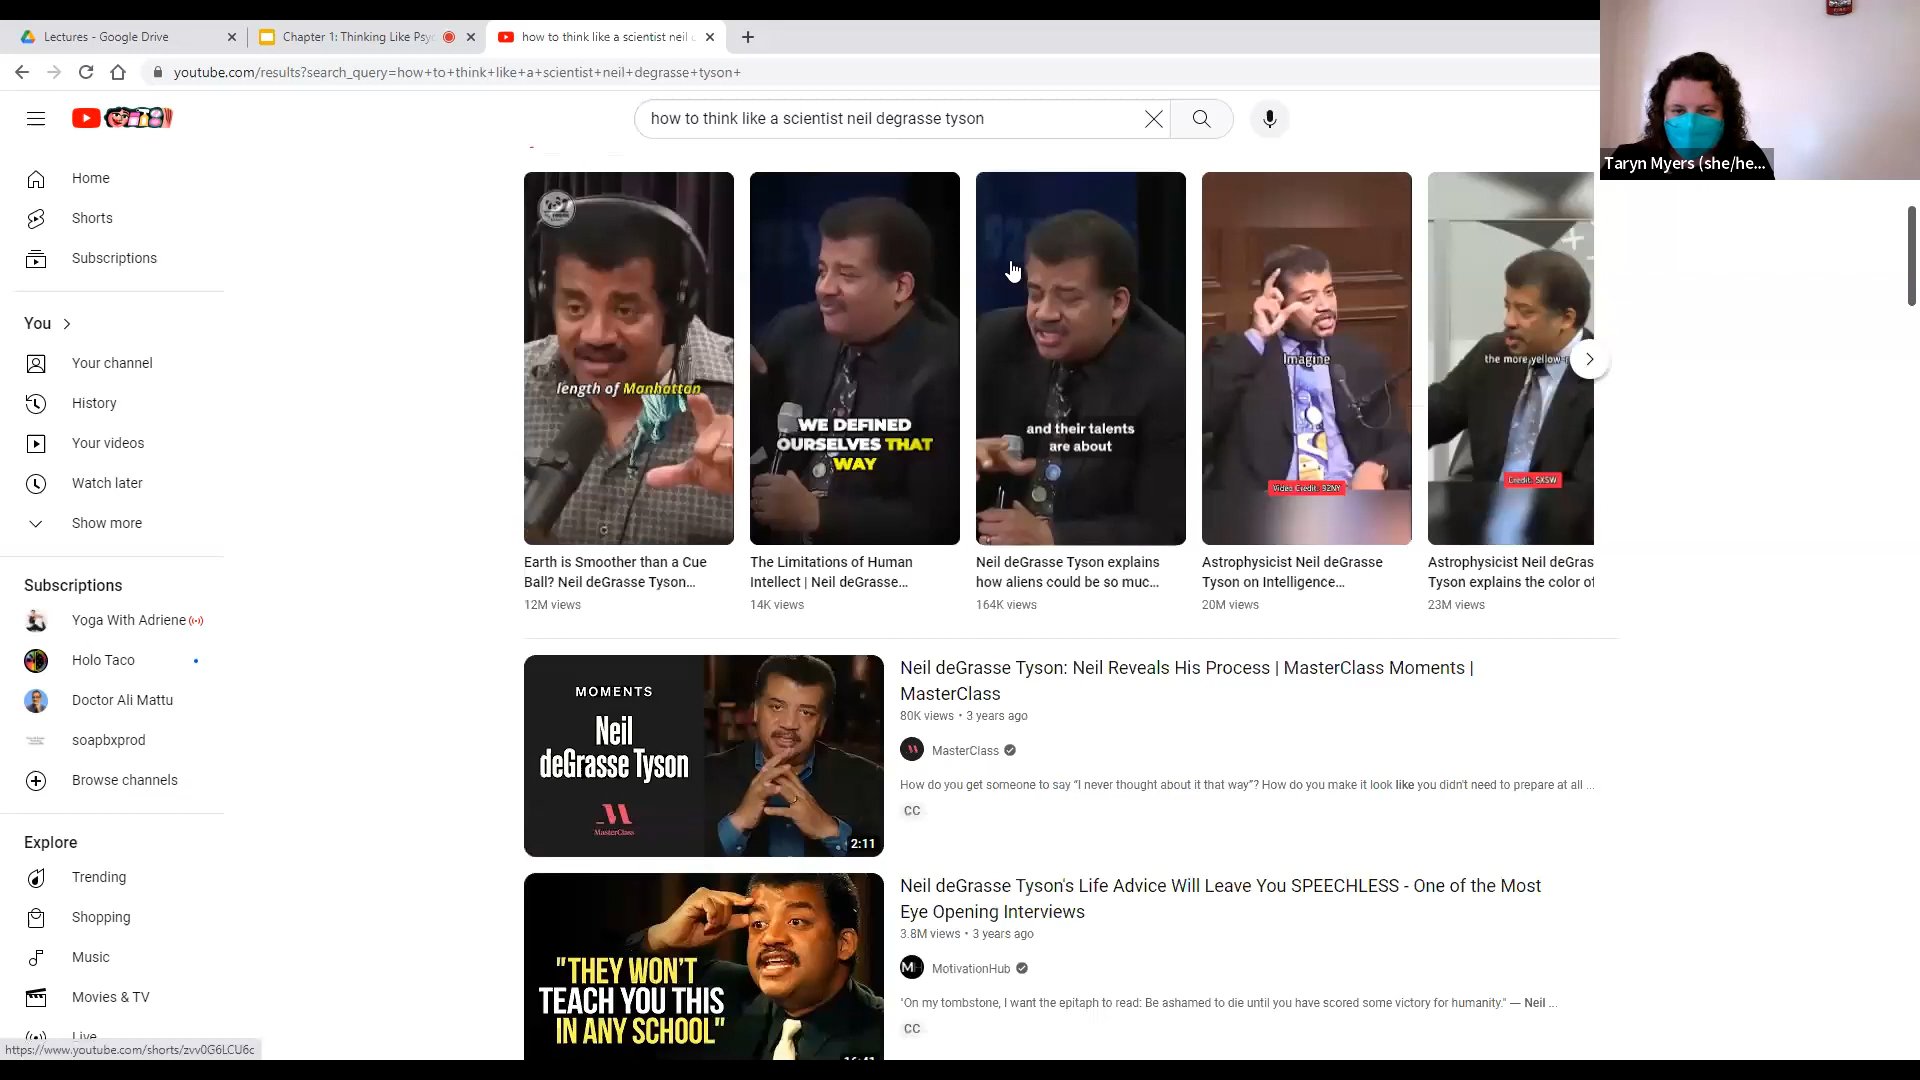 Lectures - Google Drive
Chapter 1: Thinking Like Psyc
how to think like a scientist neil
youtube.com/results?search_query=how+to+think+like+a+scientist+neil+degrasse+tyson+
how to think like a scientist neil degrasse tyson
Taryn Myers (she/he...
Home
Shorts
Subscriptions
You
Your channel
History
Your videos
Watch later
Show more
Subscriptions
Yoga With Adriene
Holo Taco
Doctor Ali Mattu
soapbxprod
Browse channels
Explore
Trending
Shopping
Music
Movies & TV
Live
https://www.youtube.com/shorts/zvv0G6LCU6c
length of Manhattan
WE DEFINED
OURSELVES THAT
WAY
and their talents
are about
Imagine
Video Credit: 92NY
the more yellow-r
Credit: SXSW
Earth is Smoother than a Cue
Ball? Neil deGrasse Tyson...
12M views
The Limitations of Human
Intellect | Neil deGrasse...
14K views
Neil deGrasse Tyson explains
how aliens could be so muc...
164K views
Astrophysicist Neil deGrasse
Tyson on Intelligence...
20M views
Astrophysicist Neil deGras
Tyson explains the color of
23M views
MOMENTS
Neil
deGrasse Tyson
MasterClass
2:11
Neil deGrasse Tyson: Neil Reveals His Process | MasterClass Moments |
MasterClass
80K views • 3 years ago
MasterClass
How do you get someone to say “I never thought about it that way”? How do you make it look like you didn't need to prepare at all ...
CC
"THEY WON'T
TEACH YOU THIS
IN ANY SCHOOL"
Neil deGrasse Tyson's Life Advice Will Leave You SPEECHLESS - One of the Most
Eye Opening Interviews
3.8M views • 3 years ago
MotivationHub
"On my tombstone, I want the epitaph to read: Be ashamed to die until you have scored some victory for humanity." — Neil ...
CC